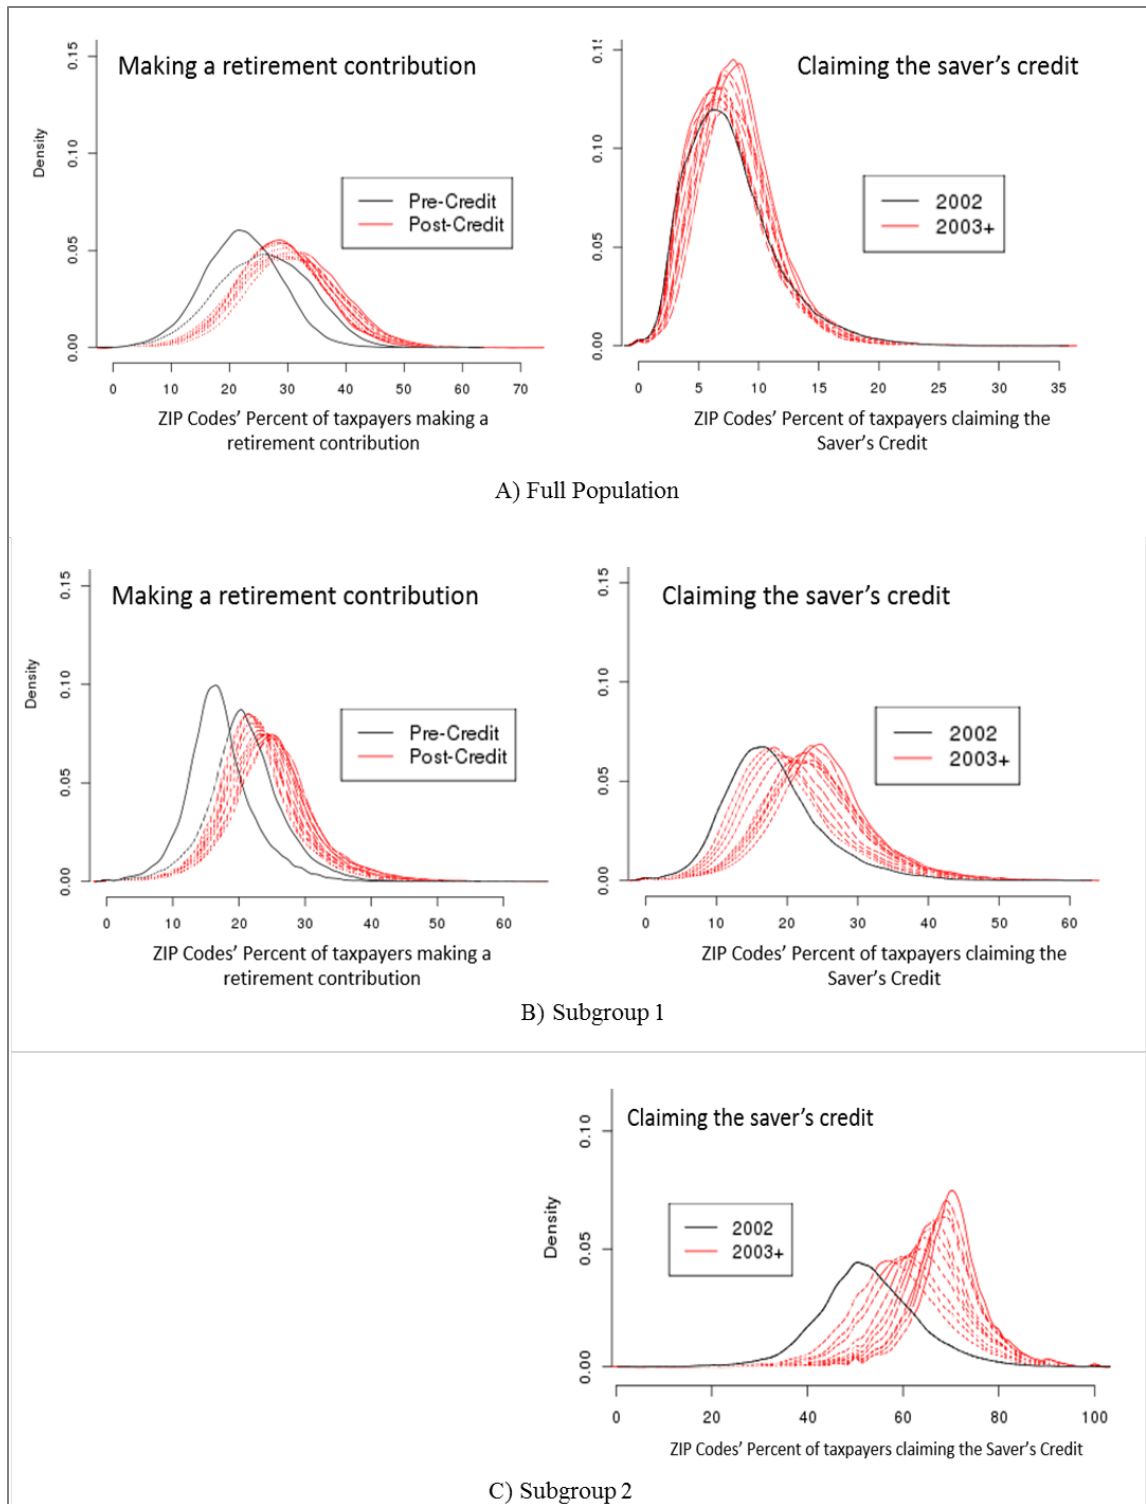 Making a retirement contribution
Density
0.15
0.10
0.05
0.00
Pre-Credit
Post-Credit
0 10 20 30 40 50 60 70
ZIP Codes' Percent of taxpayers making a
retirement contribution
Claiming the saver's credit
0.15
0.10
0.05
0.00
2002
2003+
0 5 10 15 20 25 30 35
ZIP Codes' Percent of taxpayers claiming the
Saver's Credit
A) Full Population
Making a retirement contribution
Density
0.15
0.10
0.05
0.00
Pre-Credit
Post-Credit
0 10 20 30 40 50 60
ZIP Codes' Percent of taxpayers making a
retirement contribution
Claiming the saver's credit
0.15
0.10
0.05
0.00
2002
2003+
0 10 20 30 40 50 60
ZIP Codes' Percent of taxpayers claiming the
Saver's Credit
B) Subgroup 1
Claiming the saver's credit
Density
0.10
0.05
0.00
2002
2003+
0 20 40 60 80 100
ZIP Codes' Percent of taxpayers claiming the Saver's Credit
C) Subgroup 2